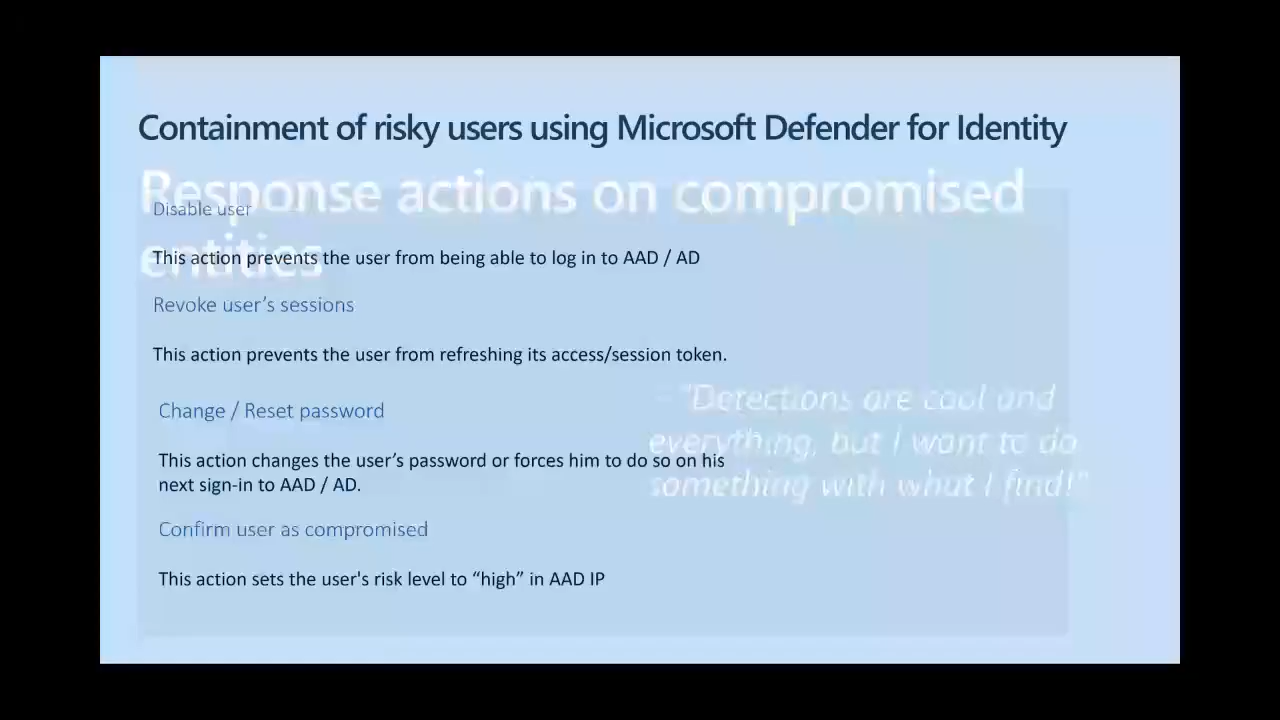 Containment of risky users using Microsoft Defender for Identity
Response actions on compromised
entities
Disable user
This action prevents the user from being able to log in to AAD / AD
Revoke user’s sessions
This action prevents the user from refreshing its access/session token.
Change / Reset password
This action changes the user’s password or forces him to do so on his
next sign-in to AAD / AD.
Confirm user as compromised
This action sets the user's risk level to “high” in AAD IP
"Detections are cool and
everything, but I want to do
something with what I find!"